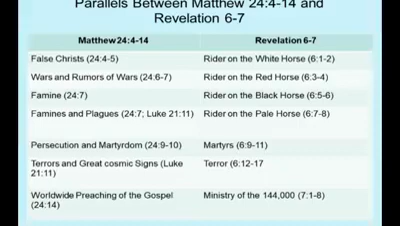 Parallels Between Matthew 24:4-14 and
Revelation 6-7
Matthew 24:4-14 Revelation 6-7
False Christs (24:4-5) Rider on the White Horse (6:1-2)
Wars and Rumors of Wars (24:6-7) Rider on the Red Horse (6:3-4)
Famine (24:7) Rider on the Black Horse (6:5-6)
Famines and Plagues (24:7; Luke 21:11) Rider on the Pale Horse (6:7-8)
Persecution and Martyrdom (24:9-10) Martyrs (6:9-11)
Terrors and Great cosmic Signs (Luke Terror (6:12-17
21:11)
Worldwide Preaching of the Gospel Ministry of the 144,000 (7:1-8)
(24:14)